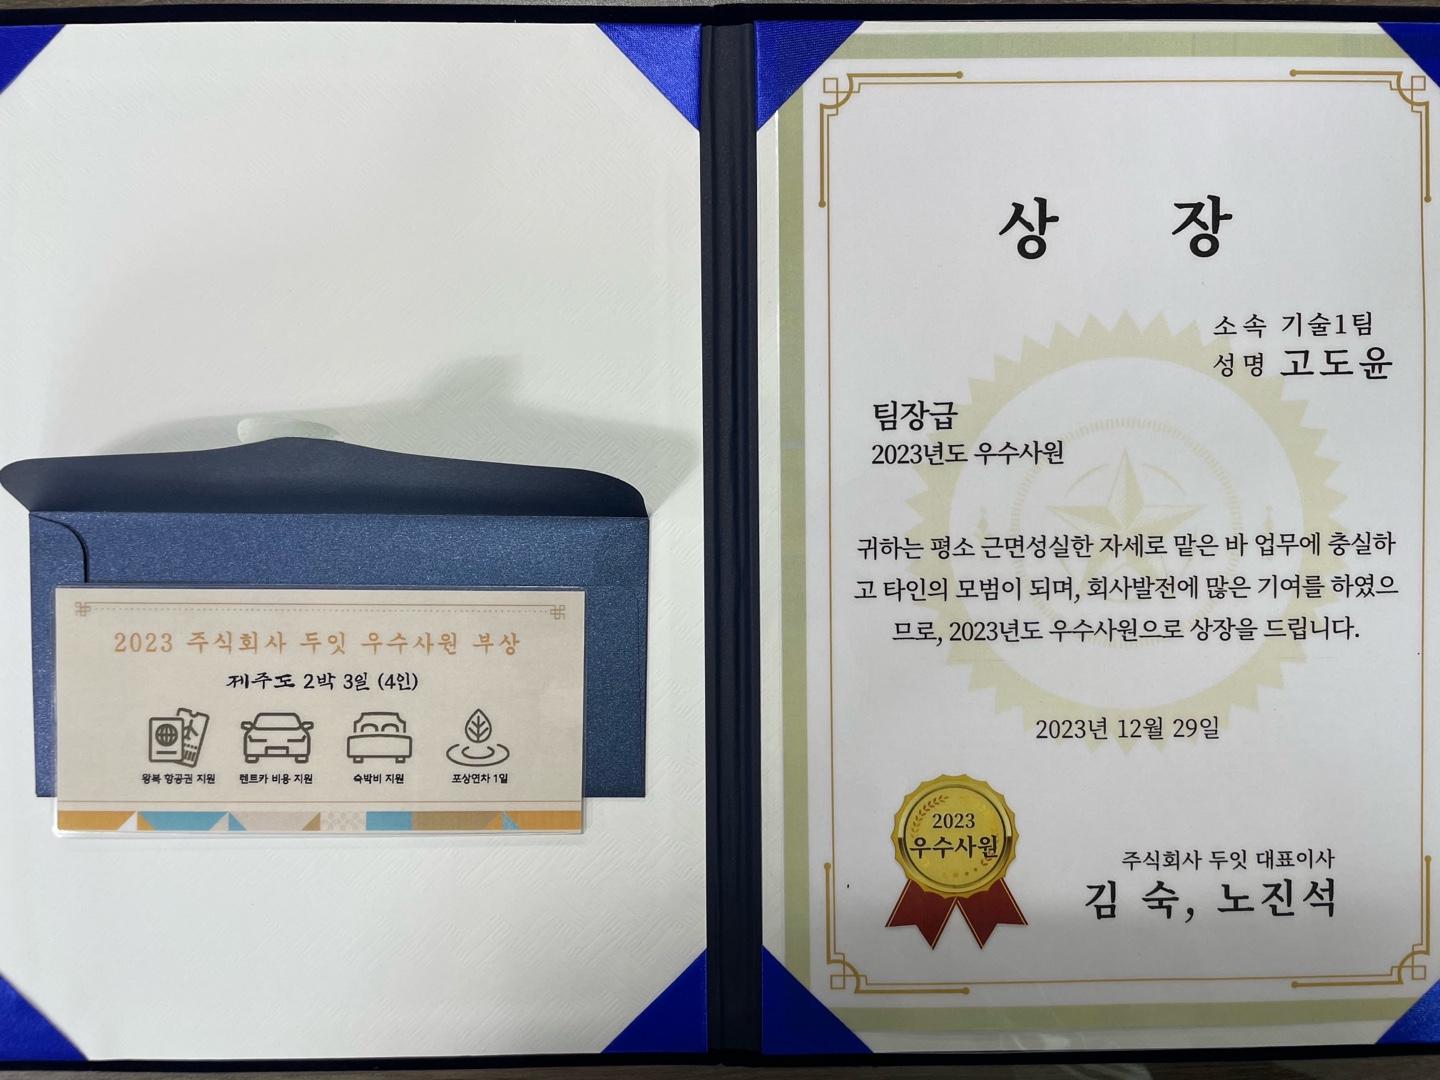 2023 주식회사 두잇 우수사원 부상
제주도 2박 3일 (4인)
왕복 항공권 지원
렌트카 비용 지원
숙박비 지원
포상연차 1일
상 장
소속 기술1팀
성명 고도윤
팀장급
2023년도 우수사원
귀하는 평소 근면성실한 자세로 맡은 바 업무에 충실하
고 타인의 모범이 되며, 회사발전에 많은 기여를 하였으
므로, 2023년도 우수사원으로 상장을 드립니다.
2023년 12월 29일
2023
우수사원
주식회사 두잇 대표이사
김 숙, 노진석